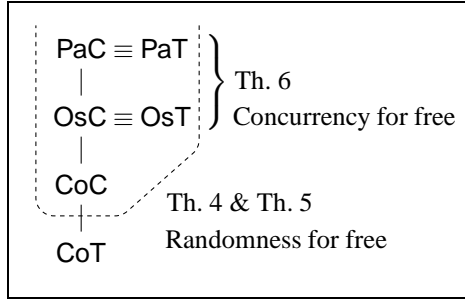 PaC ≡ PaT
Th. 6
OsC ≡ OsT
Concurrency for free
CoC
Th. 4 & Th. 5
Randomness for free
CoT